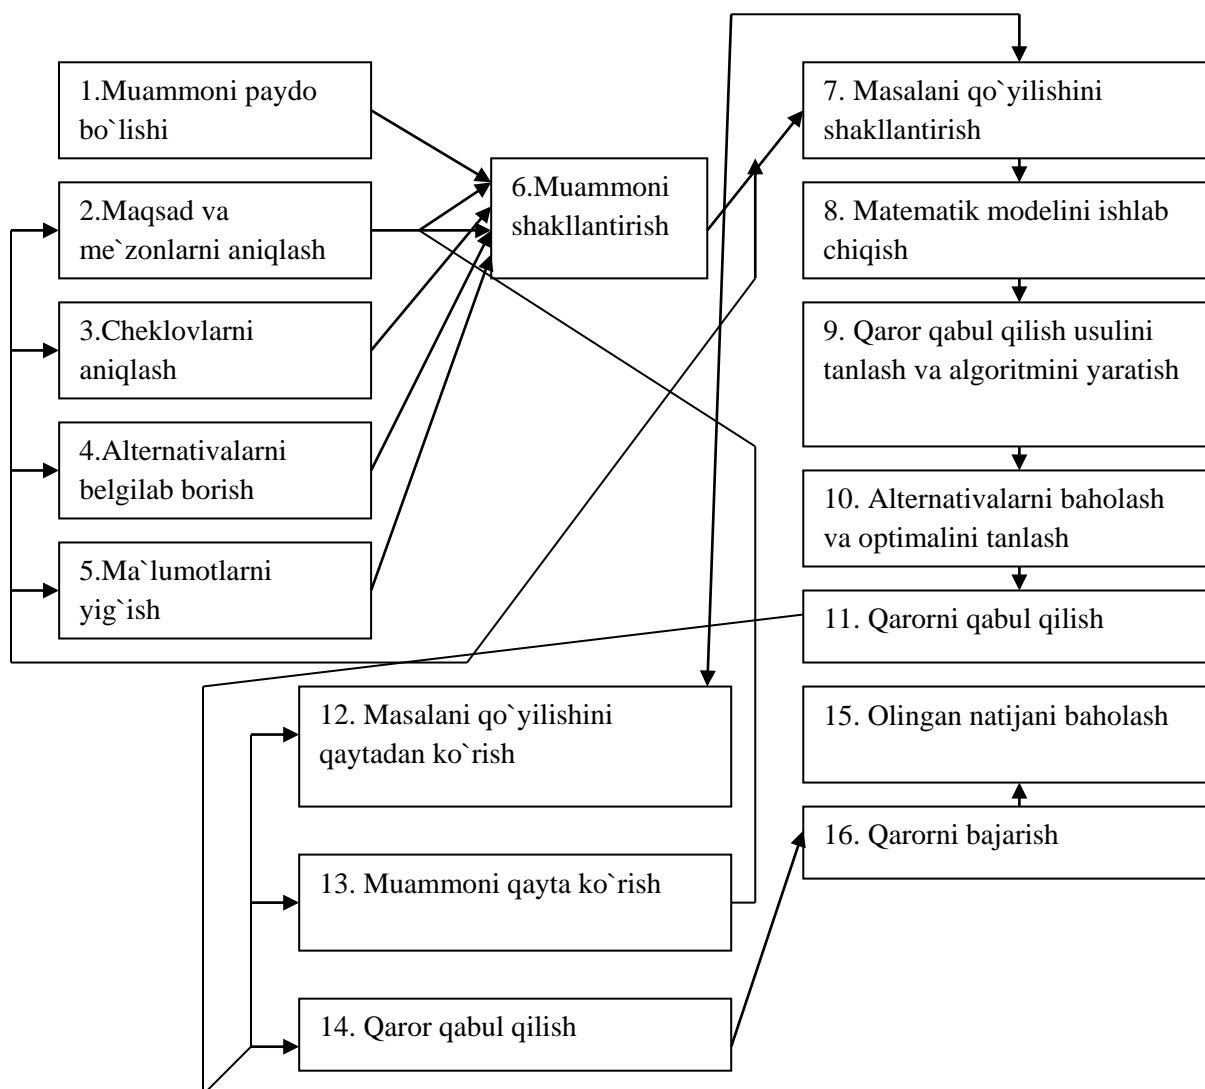 1.Muammoni paydo
bo`lishi
2.Maqsad va
me`zonlarni aniqlash
3.Cheklovlarni
aniqlash
4.Alternativalarni
belgilab borish
5.Ma`lumotlarni
yig`ish
6.Muammoni
shakllantirish
7. Masalani qo`yilishini
shakllantirish
8. Matematik modelini ishlab
chiqish
9. Qaror qabul qilish usulini
tanlash va algoritmini yaratish
10. Alternativalarni baholash
va optimalini tanlash
11. Qarorni qabul qilish
12. Masalani qo`yilishini
qaytadan ko`rish
13. Muammoni qayta ko`rish
14. Qaror qabul qilish
15. Olingan natijani baholash
16. Qarorni bajarish